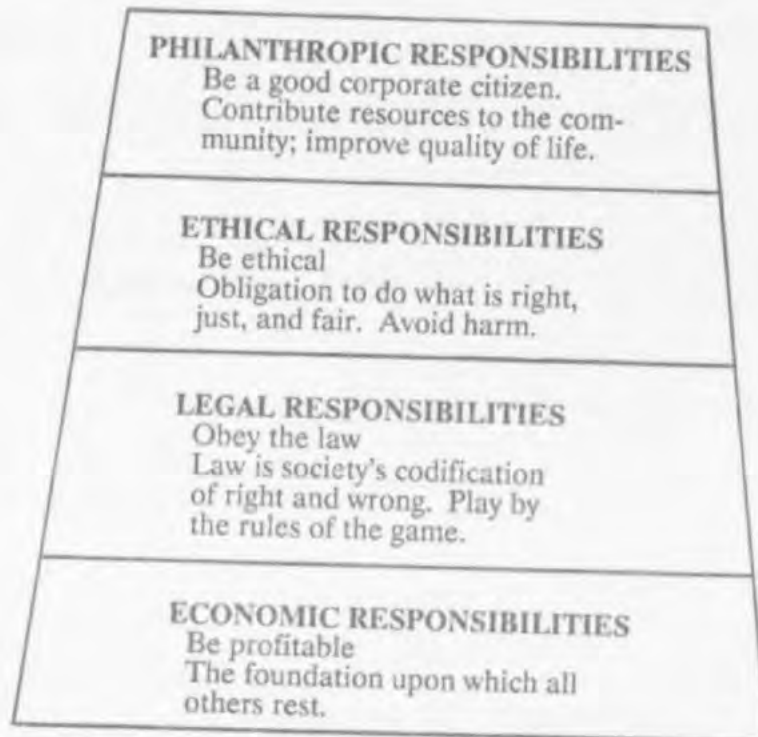 PHILANTHROPIC RESPONSIBILITIES
Be a good corporate citizen.
Contribute resources to the com-
munity; improve quality of life.
ETHICAL RESPONSIBILITIES
Be ethical
Obligation to do what is right,
just, and fair. Avoid harm.
LEGAL RESPONSIBILITIES
Obey the law
Law is society's codification
of right and wrong. Play by
the rules of the game.
ECONOMIC RESPONSIBILITIES
Be profitable
The foundation upon which all
others rest.